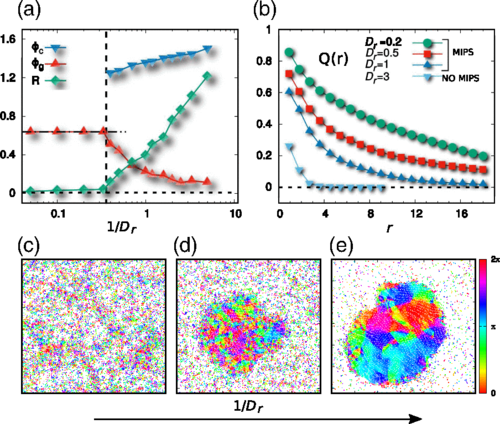 (a)
ϕc
ϕg
R
1.6
1.2
0.8
0.4
0
0.1
1
10
1/Dr
(b)
Q(r)
Dr =0.2
Dr=0.5
Dr=1
Dr=3
MIPS
NO MIPS
1
0.8
0.6
0.4
0.2
0
0
4
8
12
16
r
(c)
(d)
(e)
2π
π
0
1/Dr